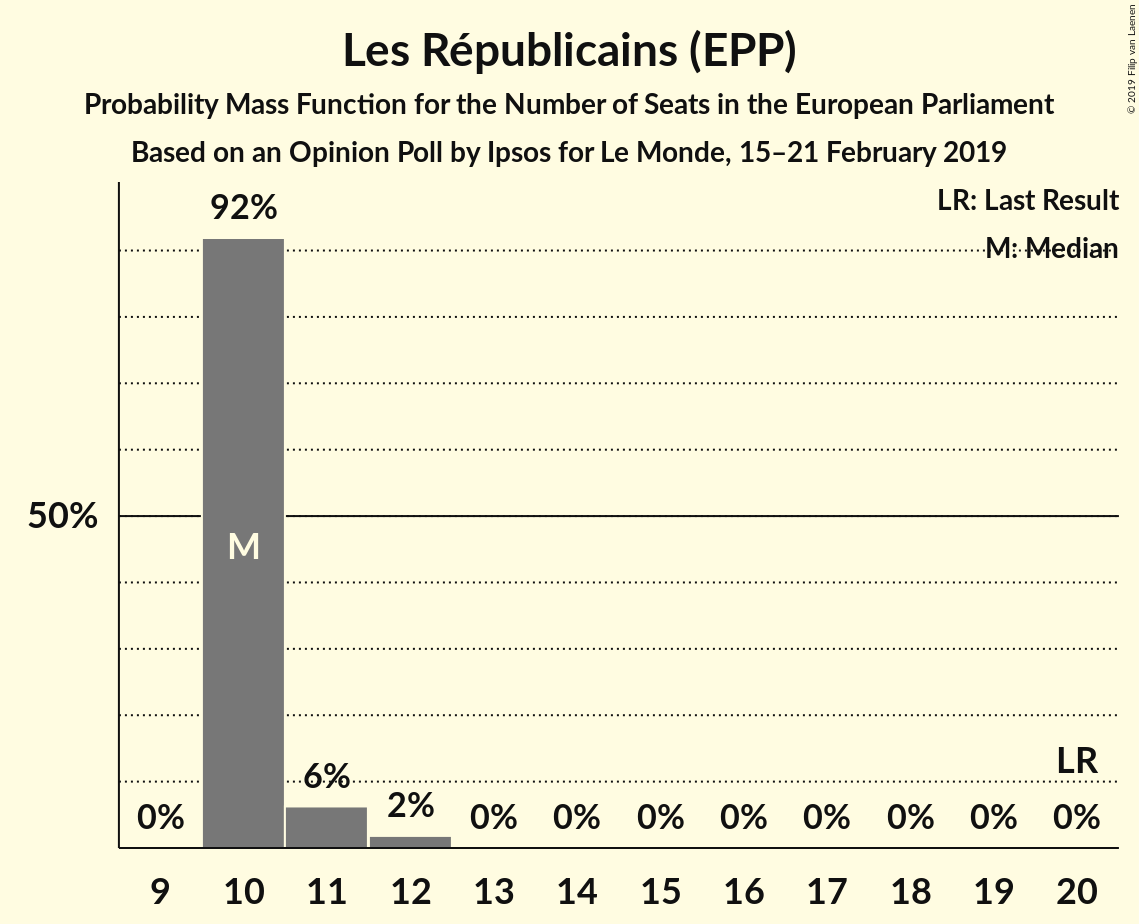 Les Républicains (EPP)
Probability Mass Function for the Number of Seats in the European Parliament
Based on an Opinion Poll by Ipsos for Le Monde, 15–21 February 2019
© 2019 Filip van Laenen
LR: Last Result
M: Median
92%
50%
M
6%
2%
LR
0%
0% 0% 0% 0% 0% 0% 0% 0%
9 10 11 12 13 14 15 16 17 18 19 20